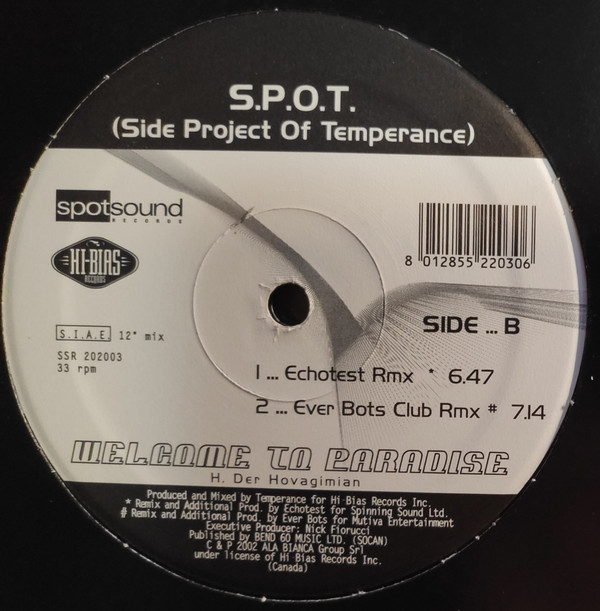 S.P.O.T.
(Side Project Of Temperance)
spotsound
RECORDS
HI-BIAS
RECORDS
8 012855 220306
S.I.A.E. 12" mix
SSR 202003
33 rpm
SIDE ... B
1 ... Echotest Rmx * 6.47
2 ... Ever Bots Club Rmx # 7.14
WELCOME TO PARADISE
H. Der Hovagimian
Produced and Mixed by Temperance for Hi-Bias Records Inc.
* Remix and Additional Prod. by Echotest for Spinning Sound Ltd.
# Remix and Additional Prod. by Ever Bots for Mutiva Entertainment
Executive Producer: Nick Fiorucci
Published by BEND 60 MUSIC LTD. (SOCAN)
C & P 2002 ALA BIANCA Group Srl
under license of Hi Bias Records Inc.
(Canada)